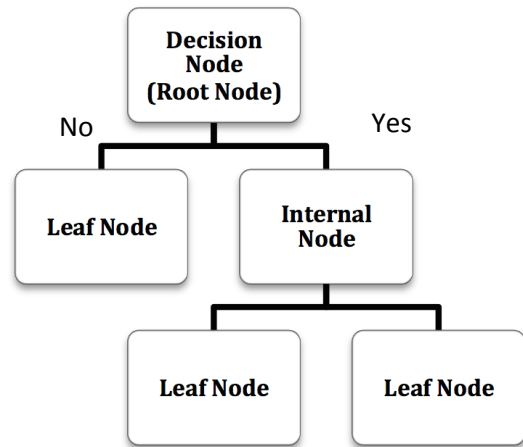 Decision
Node
(Root Node)
No
Yes
Leaf Node
Internal
Node
Leaf Node
Leaf Node